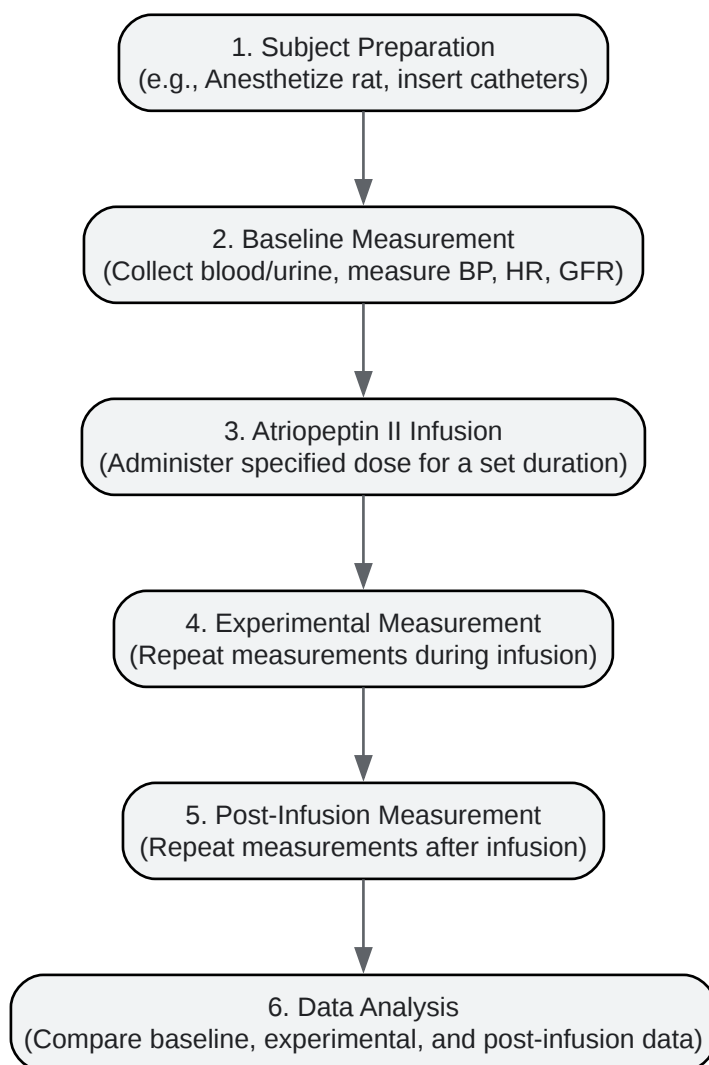 1. Subject Preparation
(e.g., Anesthetize rat, insert catheters)
2. Baseline Measurement
(Collect blood/urine, measure BP, HR, GFR)
3. Atriopeptin II Infusion
(Administer specified dose for a set duration)
4. Experimental Measurement
(Repeat measurements during infusion)
5. Post-Infusion Measurement
(Repeat measurements after infusion)
6. Data Analysis
(Compare baseline, experimental, and post-infusion data)